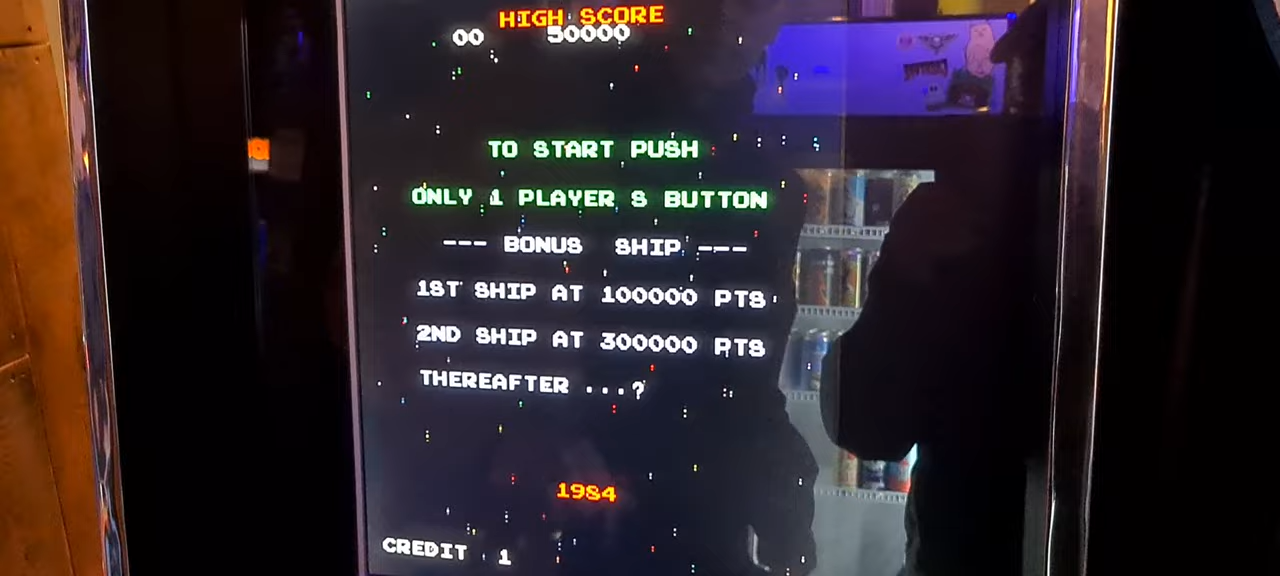 HIGH SCORE
00 50000
TO START PUSH
ONLY 1 PLAYER S BUTTON
--- BONUS SHIP ---
1ST SHIP AT 100000 PTS
2ND SHIP AT 300000 PTS
THEREAFTER ...?
1984
CREDIT 1